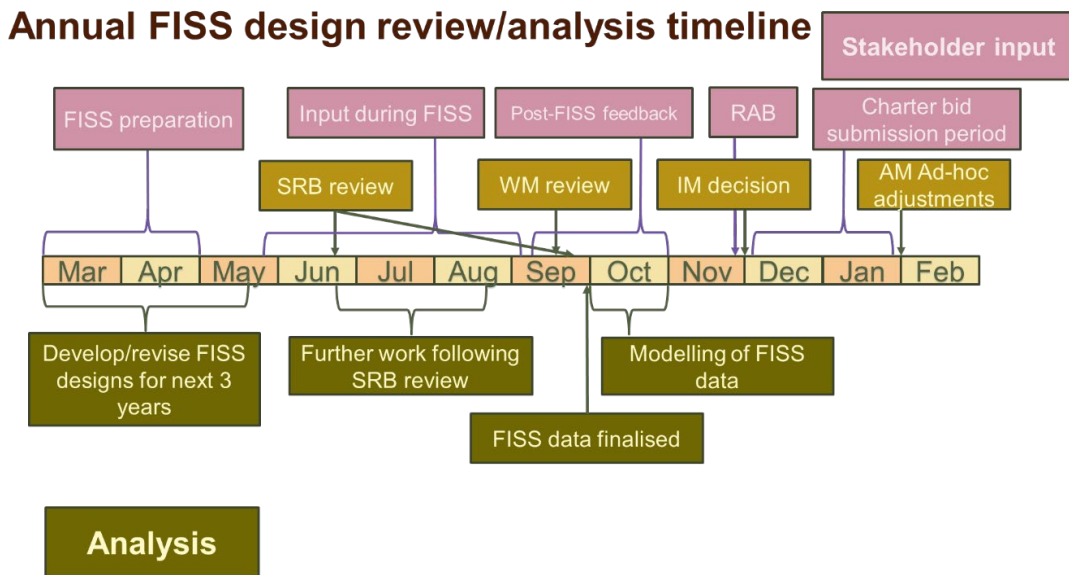 Annual FISS design review/analysis timeline
Stakeholder input
FISS preparation
Input during FISS
Post-FISS feedback
RAB
Charter bid
submission period
SRB review
WM review
IM decision
AM Ad-hoc
adjustments
Mar Apr May Jun Jul Aug Sep Oct Nov Dec Jan Feb
Develop/revise FISS
designs for next 3
years
Further work following
SRB review
Modelling of FISS
data
FISS data finalised
Analysis